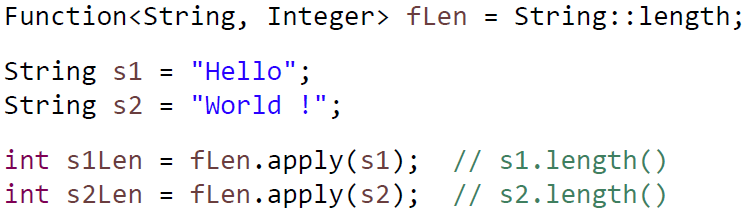 Function<String, Integer> fLen = String::length;
String s1 = "Hello";
String s2 = "World !";
int s1Len = fLen.apply(s1);  // s1.length()
int s2Len = fLen.apply(s2);  // s2.length()